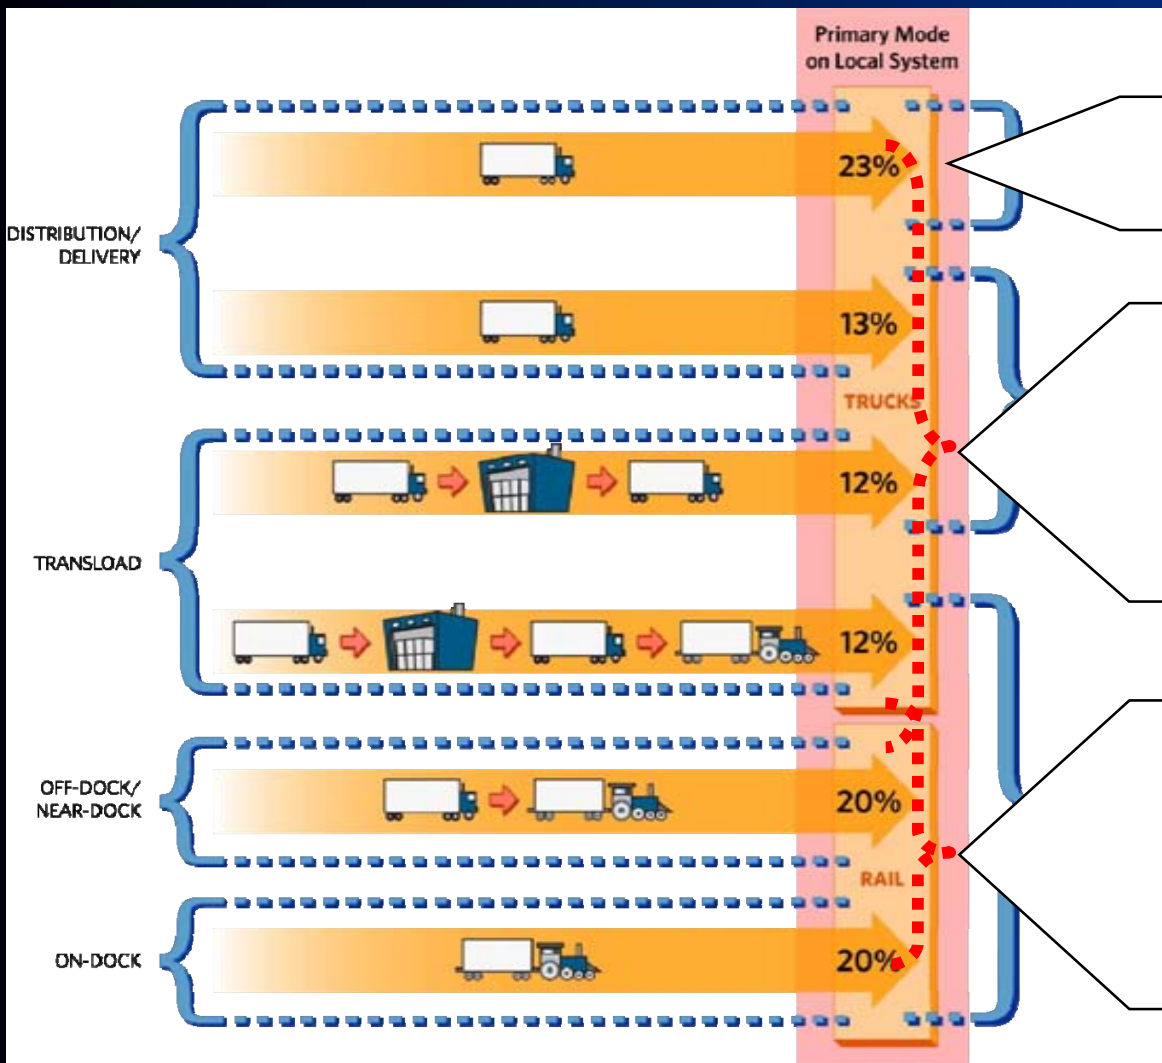 Primary Mode
on Local System
23%
DISTRIBUTION/
DELIVERY
13%
TRUCKS
12%
TRANSLOAD
12%
OFF-DOCK/
NEAR-DOCK
20%
RAIL
ON-DOCK
20%